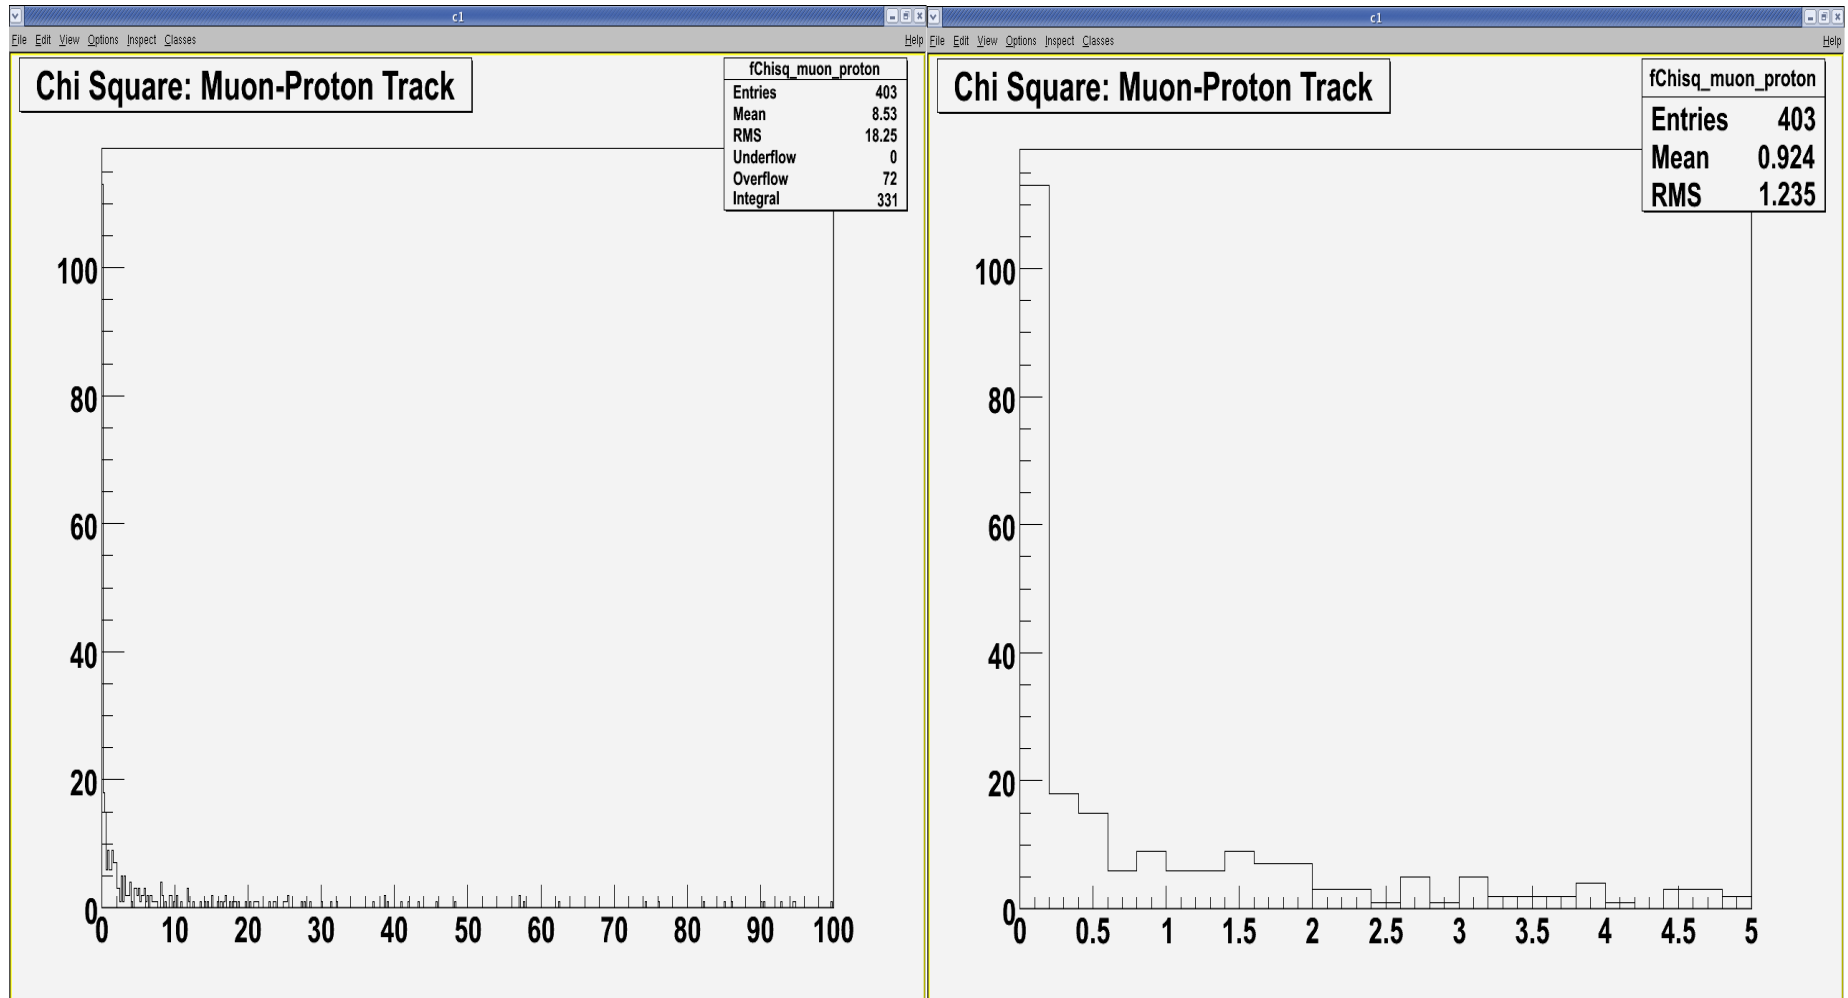 c1
File Edit View Options Inspect Classes Help
Chi Square: Muon-Proton Track
fChisq_muon_proton
Entries 403
Mean 8.53
RMS 18.25
Underflow 0
Overflow 72
Integral 331
100
80
60
40
20
0
0 10 20 30 40 50 60 70 80 90 100
c1
File Edit View Options Inspect Classes Help
Chi Square: Muon-Proton Track
fChisq_muon_proton
Entries 403
Mean 0.924
RMS 1.235
100
80
60
40
20
0
0 0.5 1 1.5 2 2.5 3 3.5 4 4.5 5